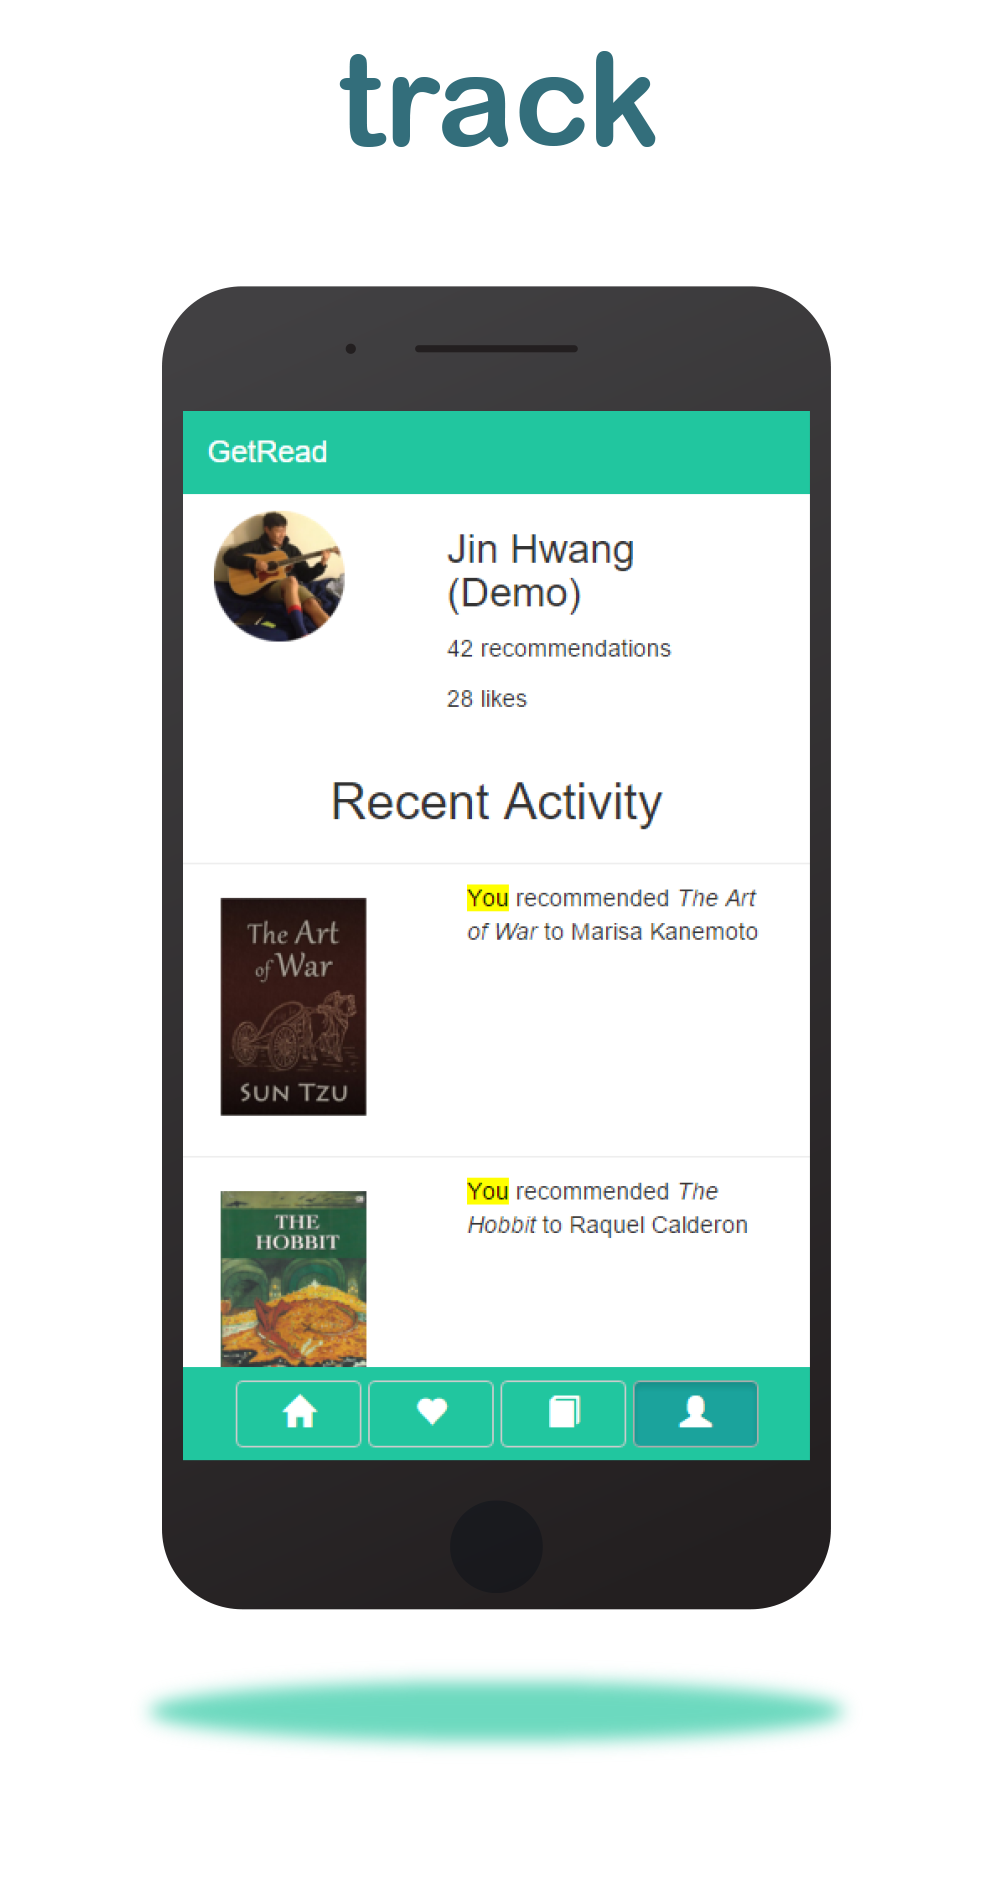 track
GetRead
Jin Hwang
(Demo)
42 recommendations
28 likes
Recent Activity
You recommended The Art
of War to Marisa Kanemoto
The Art
of War
SUN TZU
You recommended The
Hobbit to Raquel Calderon
THE
HOBBIT